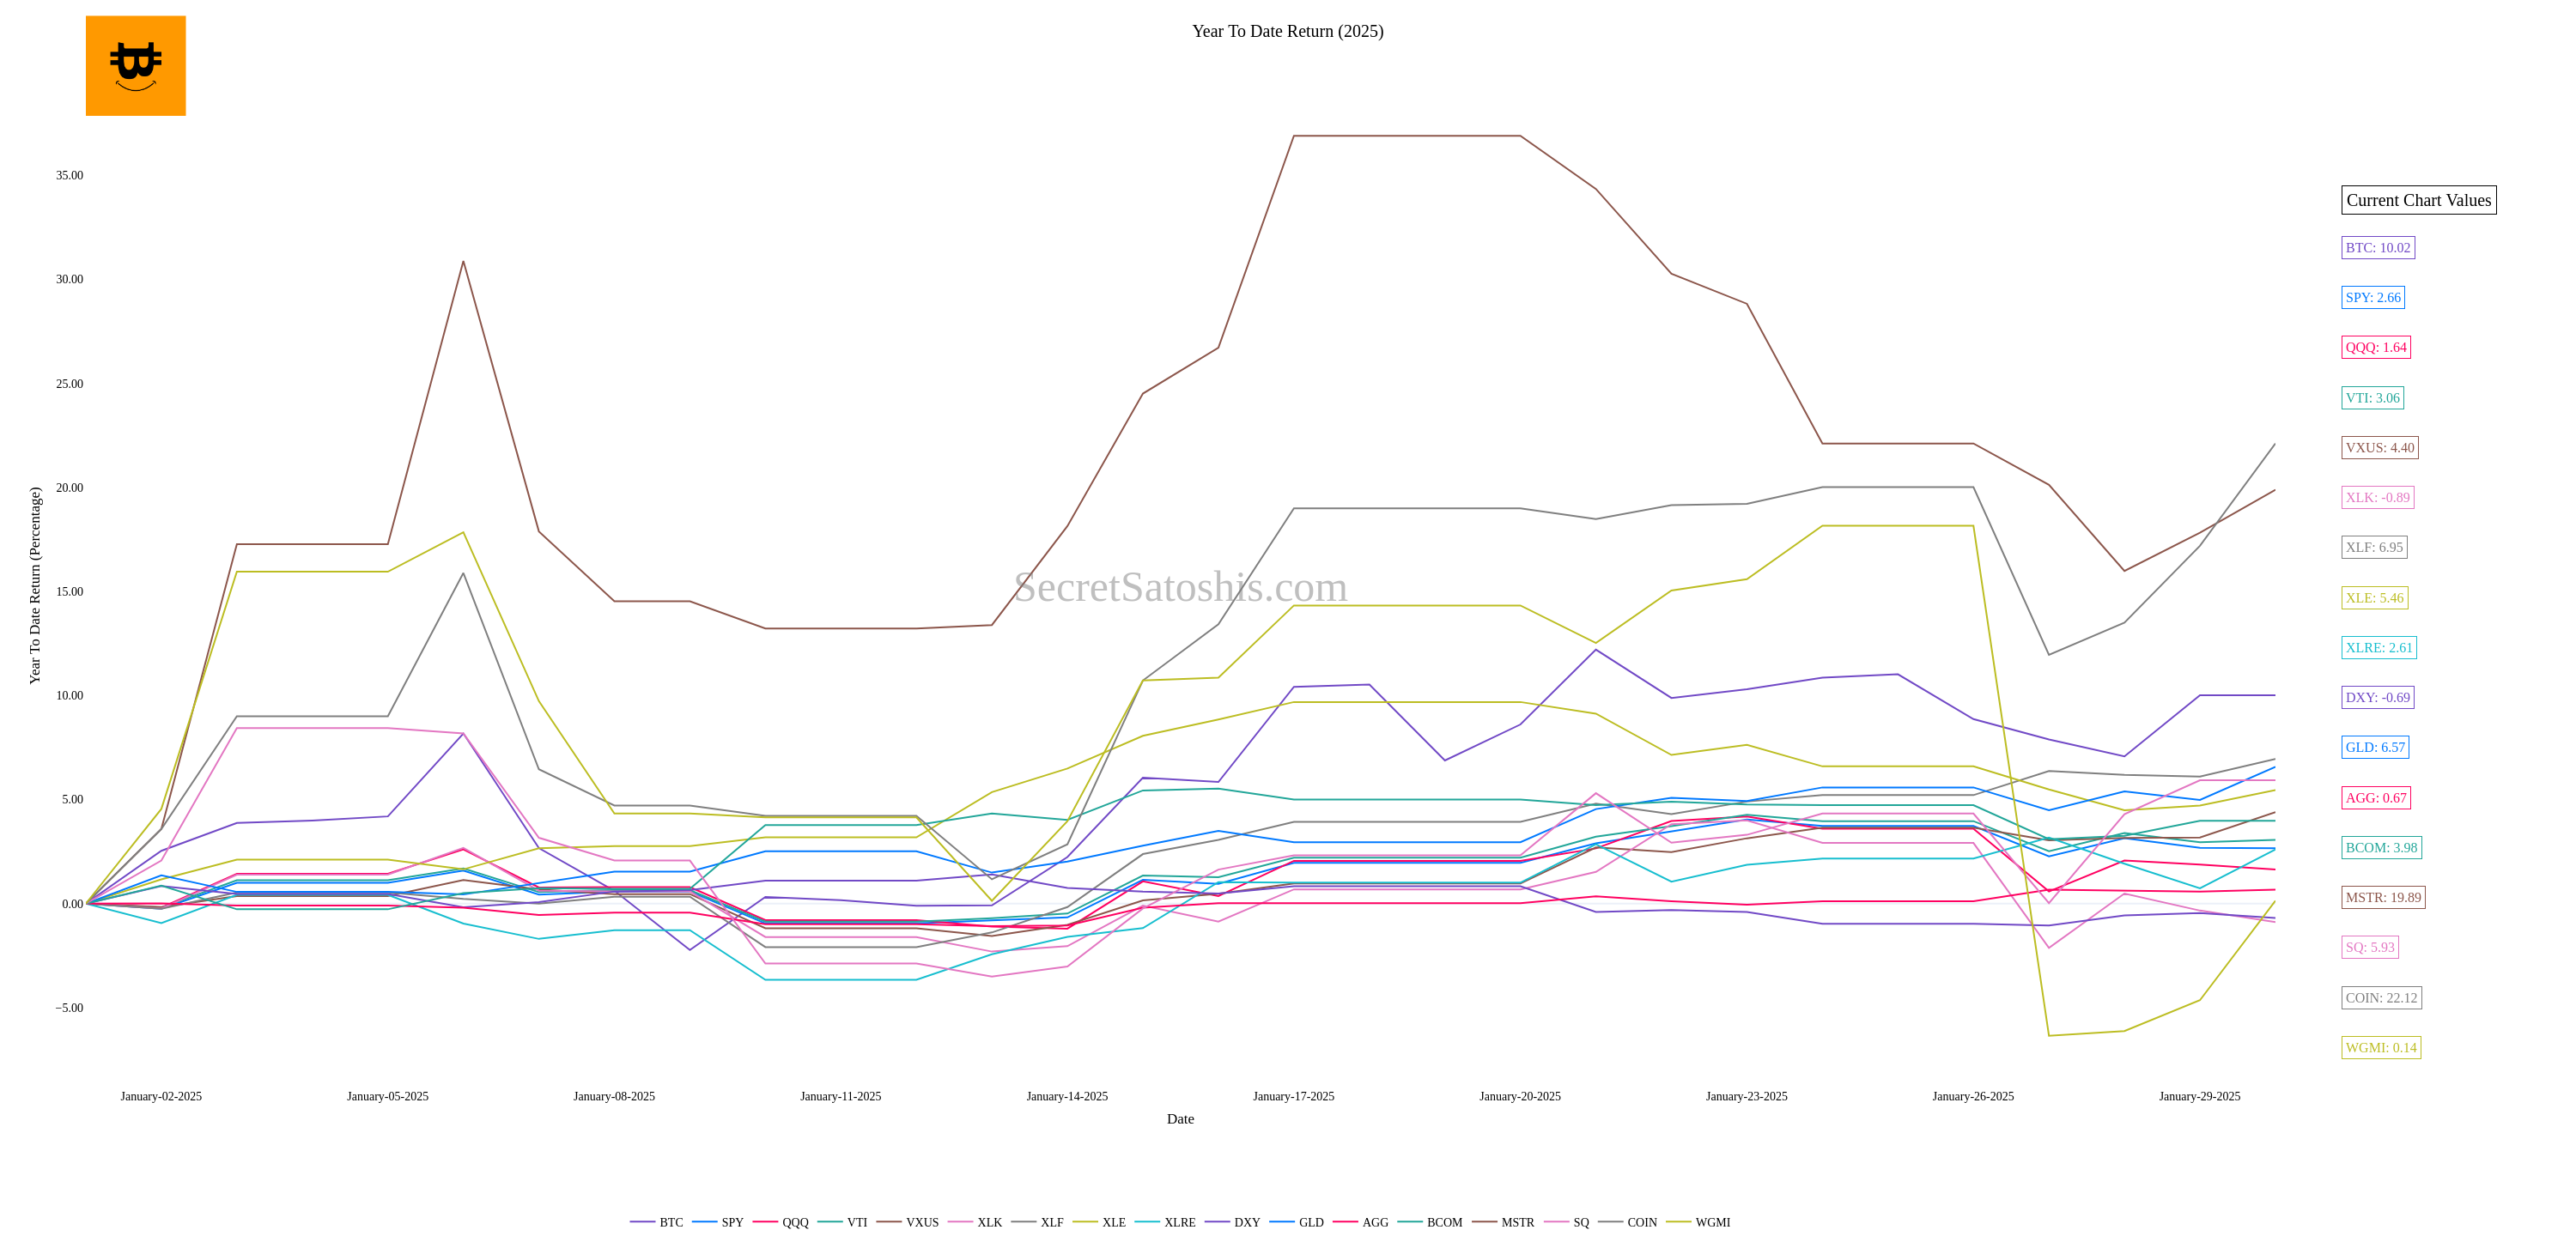 Year To Date Return (2025)
35.00
30.00
25.00
20.00
15.00
10.00
5.00
0.00
−5.00
Year To Date Return (Percentage)
SecretSatoshis.com
January-02-2025
January-05-2025
January-08-2025
January-11-2025
January-14-2025
January-17-2025
January-20-2025
January-23-2025
January-26-2025
January-29-2025
Date
Current Chart Values
BTC: 10.02
SPY: 2.66
QQQ: 1.64
VTI: 3.06
VXUS: 4.40
XLK: -0.89
XLF: 6.95
XLE: 5.46
XLRE: 2.61
DXY: -0.69
GLD: 6.57
AGG: 0.67
BCOM: 3.98
MSTR: 19.89
SQ: 5.93
COIN: 22.12
WGMI: 0.14
BTC SPY QQQ VTI VXUS XLK XLF XLE XLRE DXY GLD AGG BCOM MSTR SQ COIN WGMI